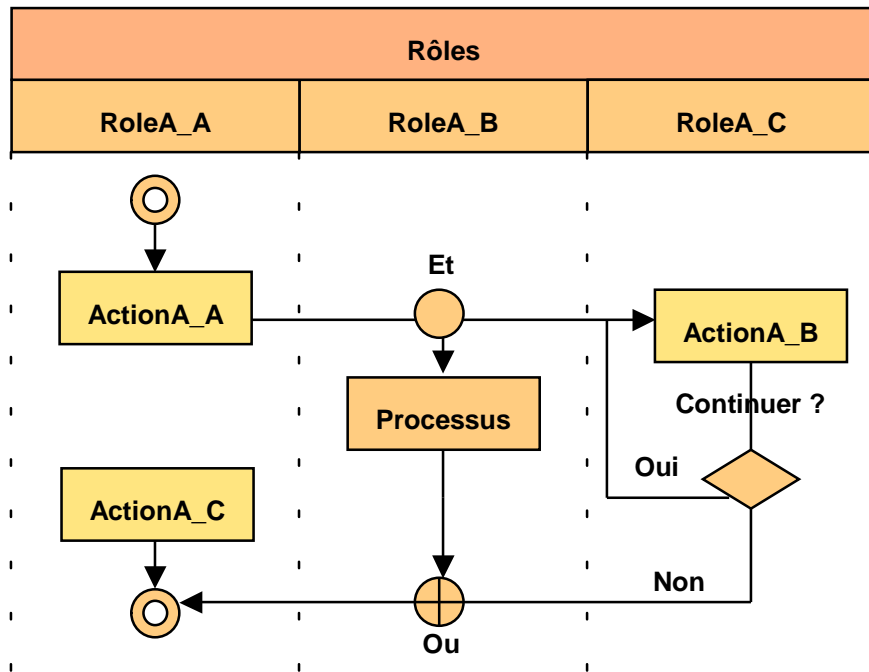 Rôles
RoleA_A
RoleA_B
RoleA_C
Et
ActionA_A
ActionA_B
Continuer ?
Processus
Oui
ActionA_C
Non
Ou